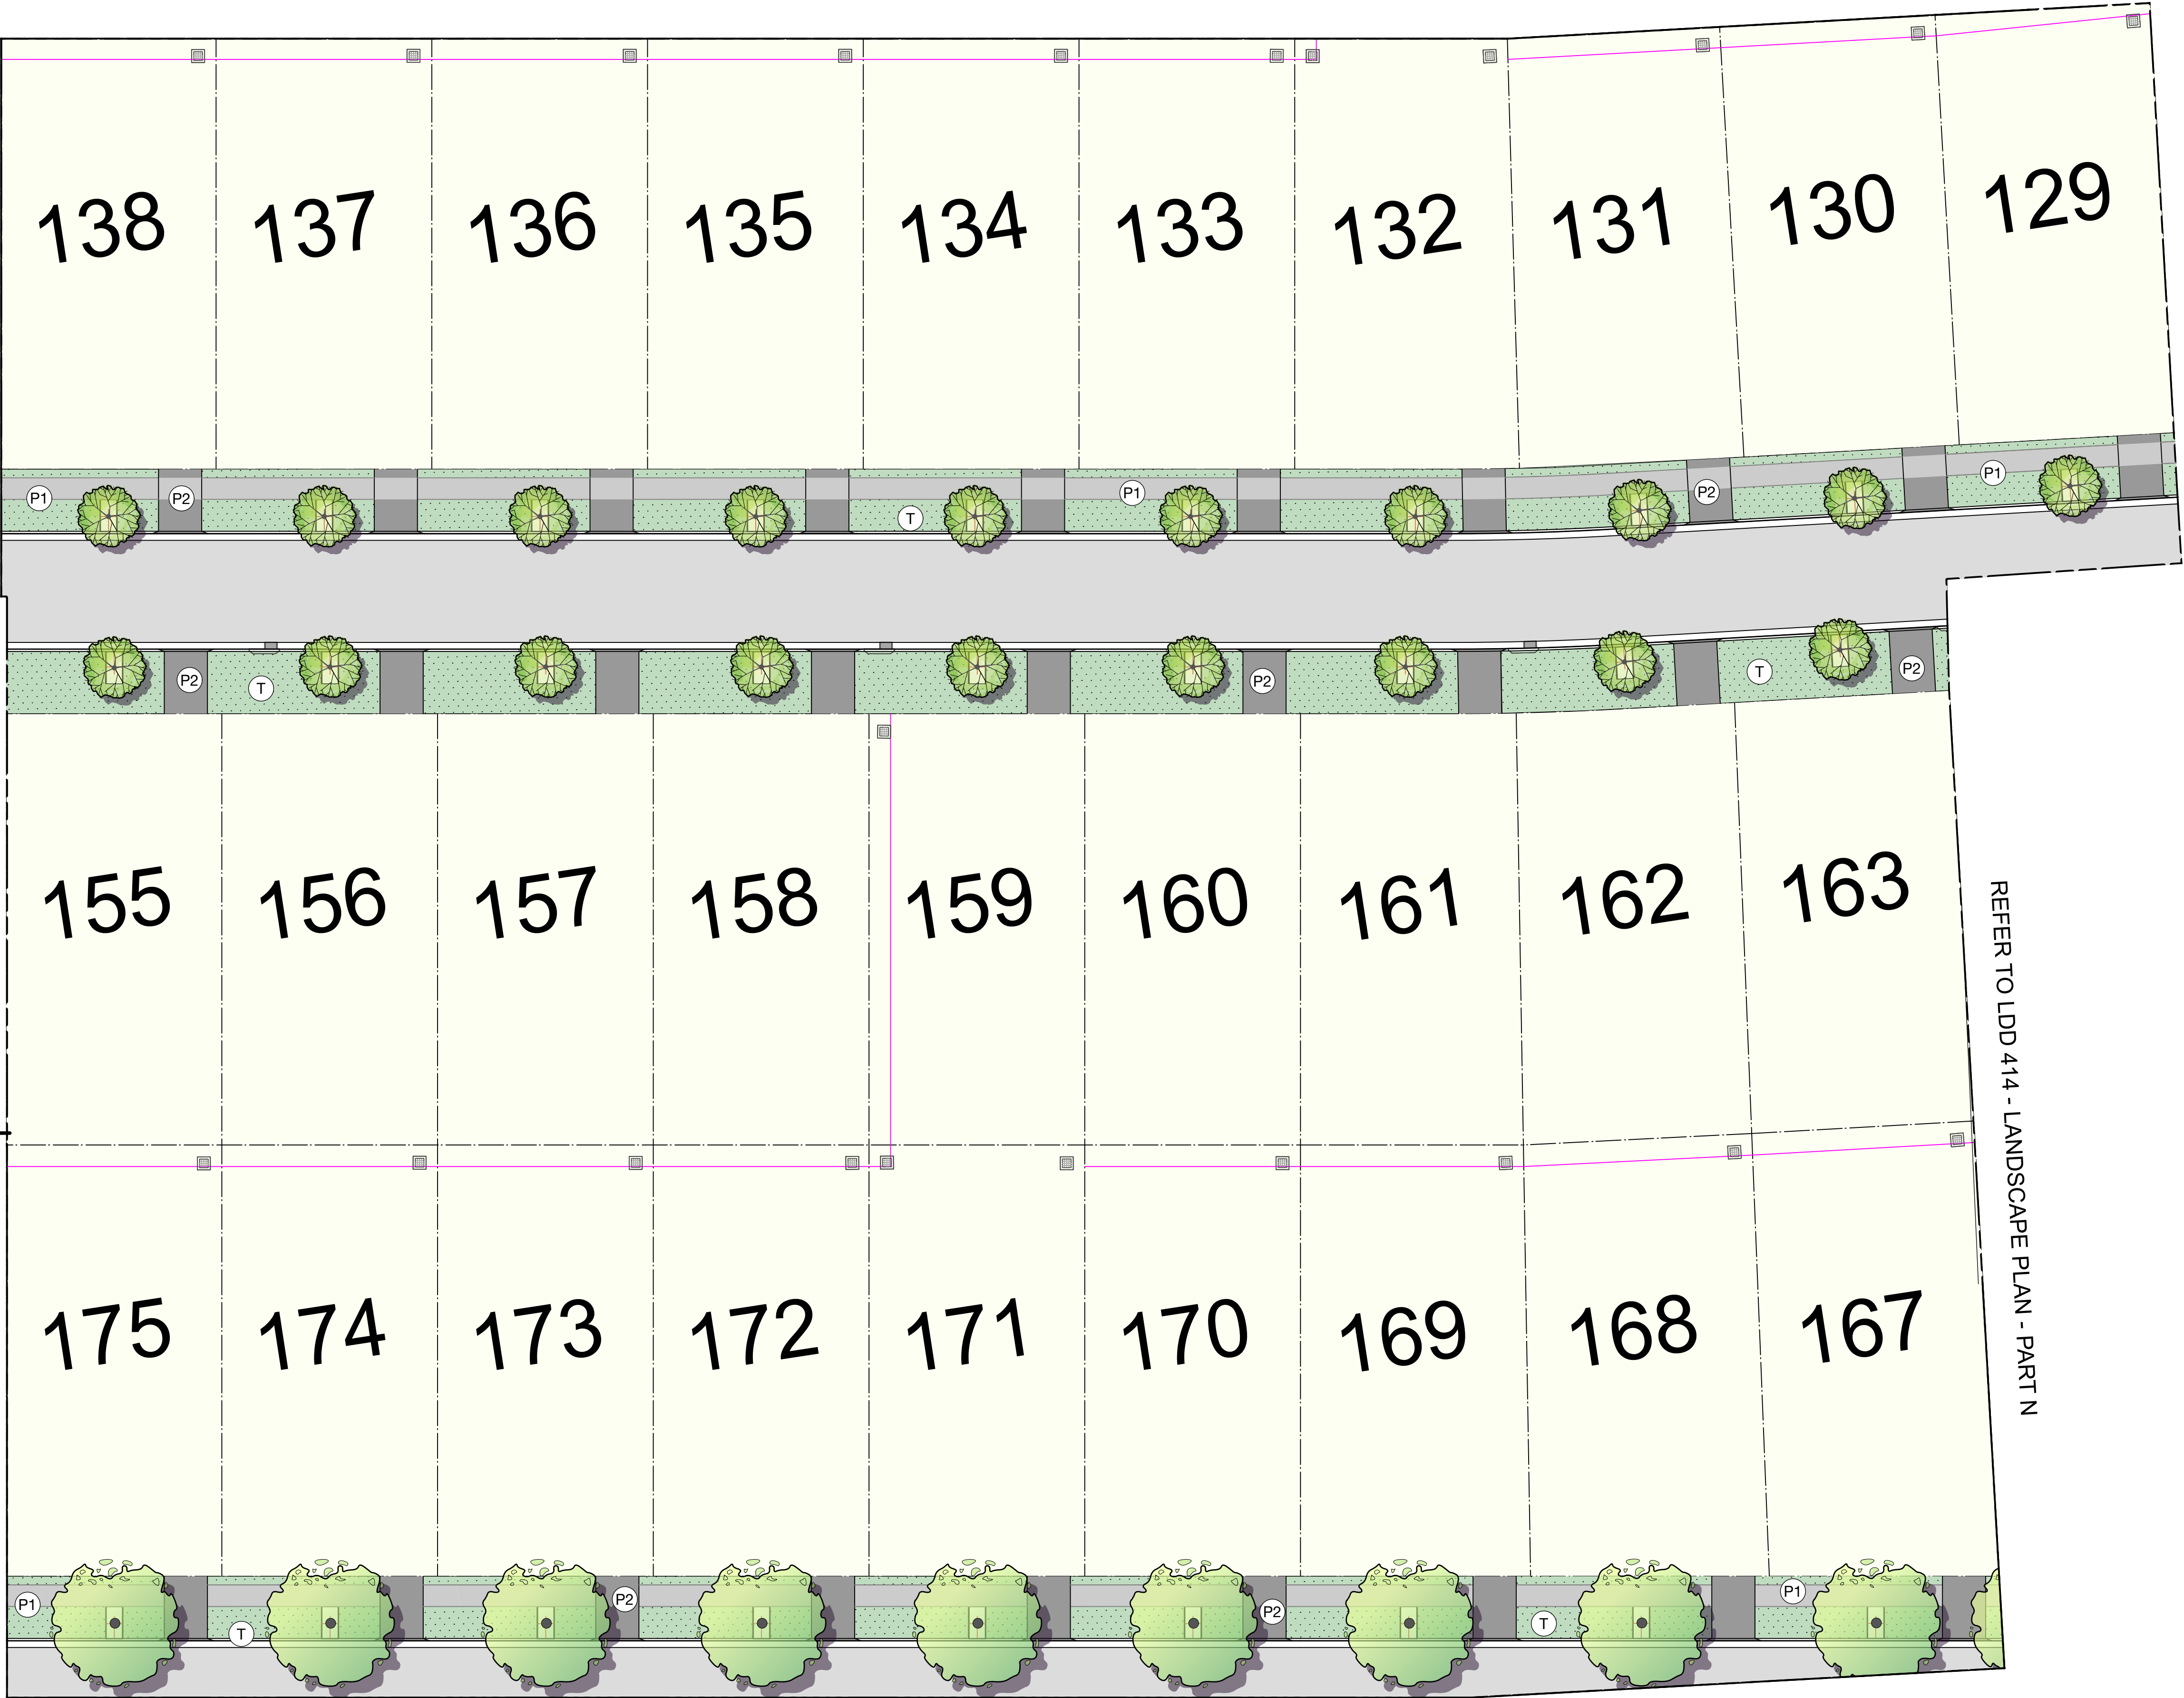 138 137 136 135 134 133 132 131 130 129
P1 P2 T P1 P2 P1
P2 T P2 T P2
155 156 157 158 159 160 161 162 163
REFER TO LDD 414 - LANDSCAPE PLAN - PART N
175 174 173 172 171 170 169 168 167
P1 T P2 P2 T P1